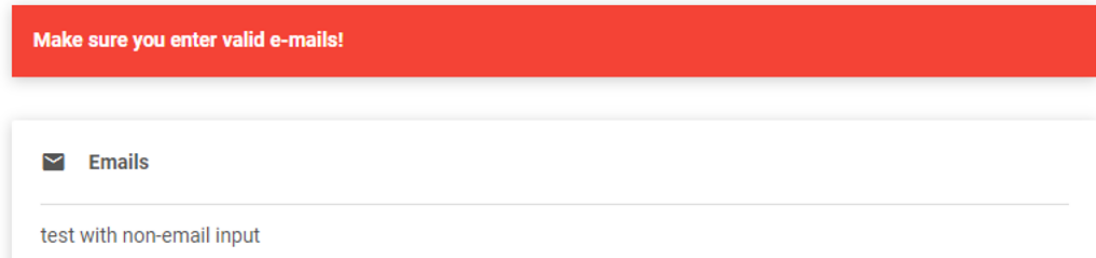 Make sure you enter valid e-mails!
Emails
test with non-email input